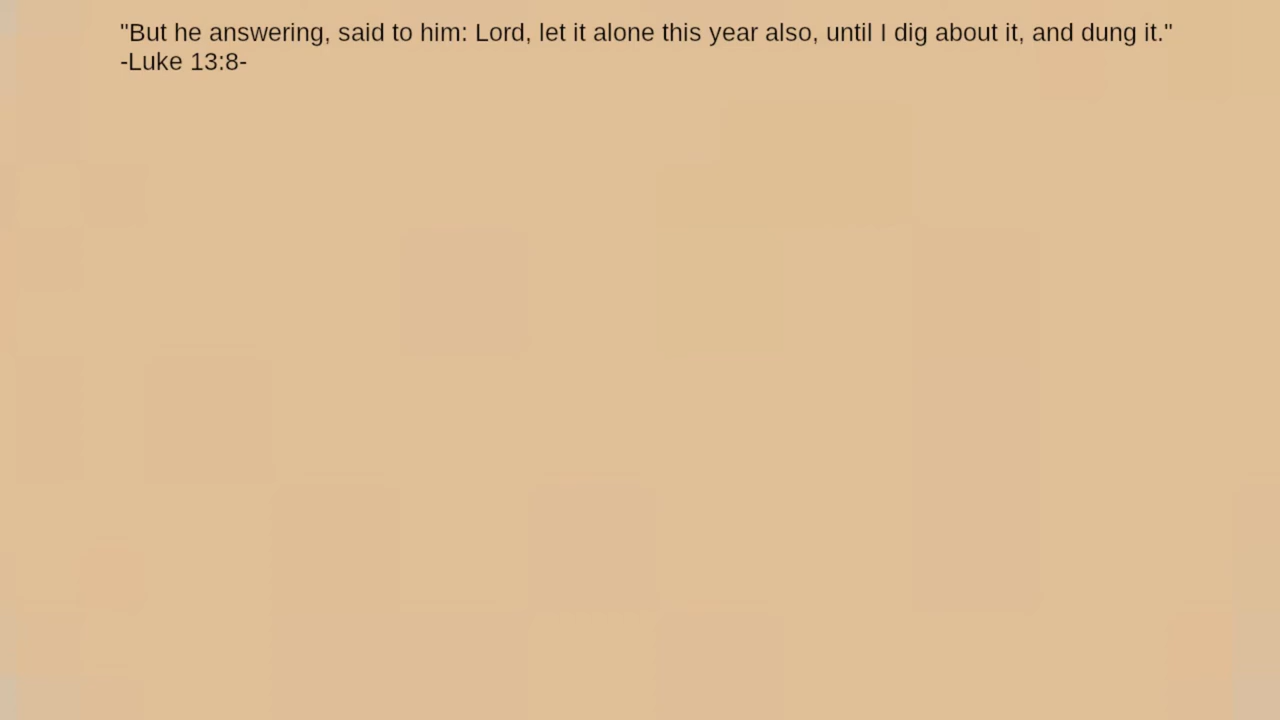 "But he answering, said to him: Lord, let it alone this year also, until I dig about it, and dung it."
-Luke 13:8-